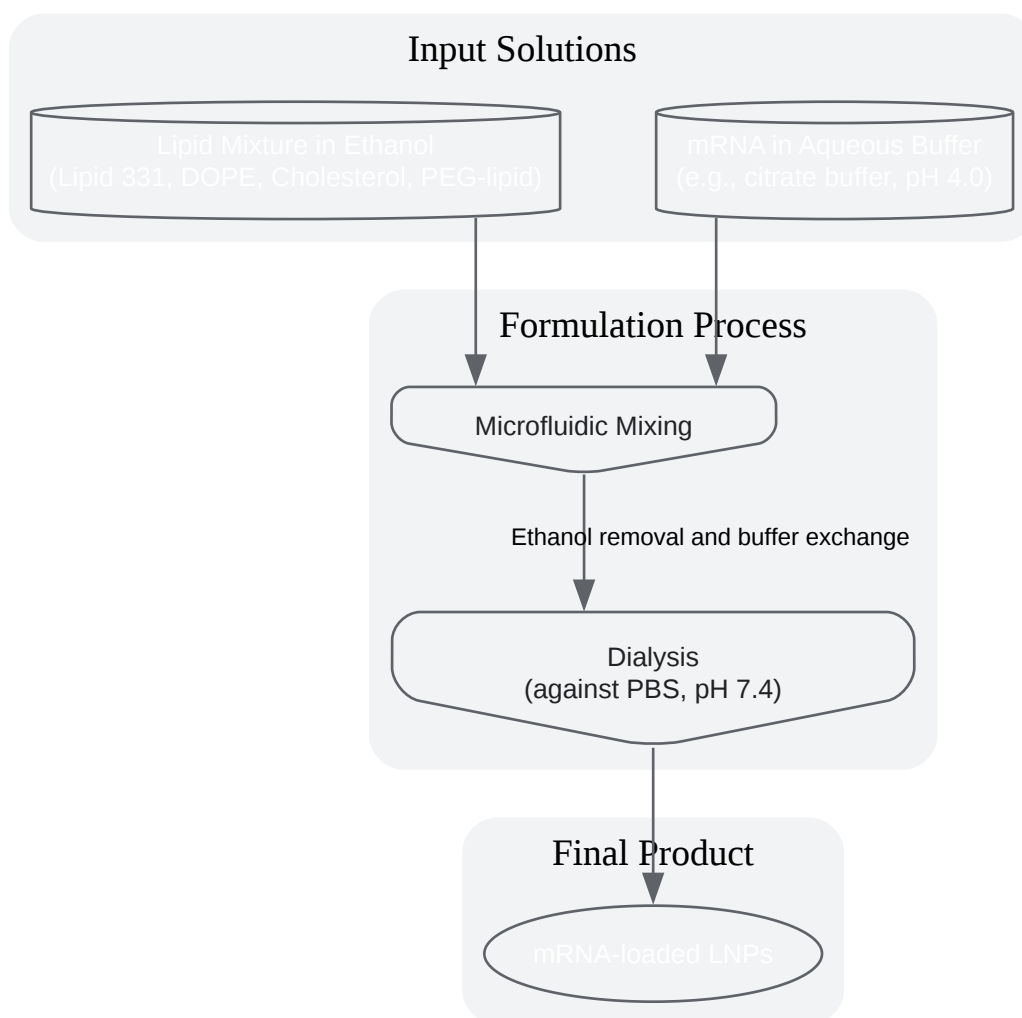 Input Solutions
Lipid Mixture in Ethanol
(Lipid 331, DOPE, Cholesterol, PEG-lipid)
mRNA in Aqueous Buffer
(e.g., citrate buffer, pH 4.0)
Formulation Process
Microfluidic Mixing
Ethanol removal and buffer exchange
Dialysis
(against PBS, pH 7.4)
Final Product
mRNA-loaded LNPs